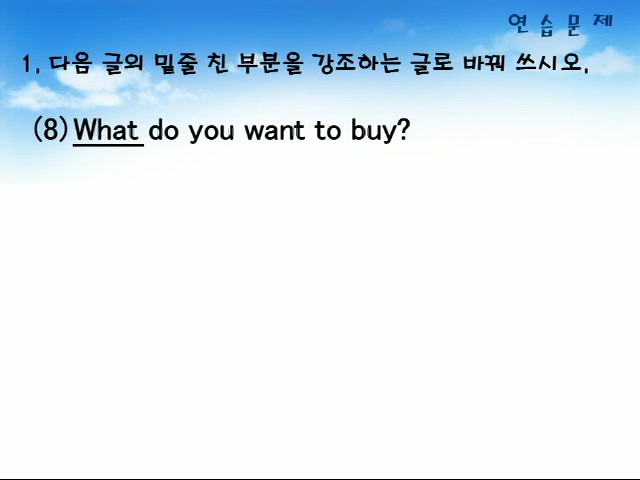 연 습 문 제
1. 다음 글의 밑줄 친 부분을 강조하는 글로 바꿔 쓰시오.
(8) What do you want to buy?